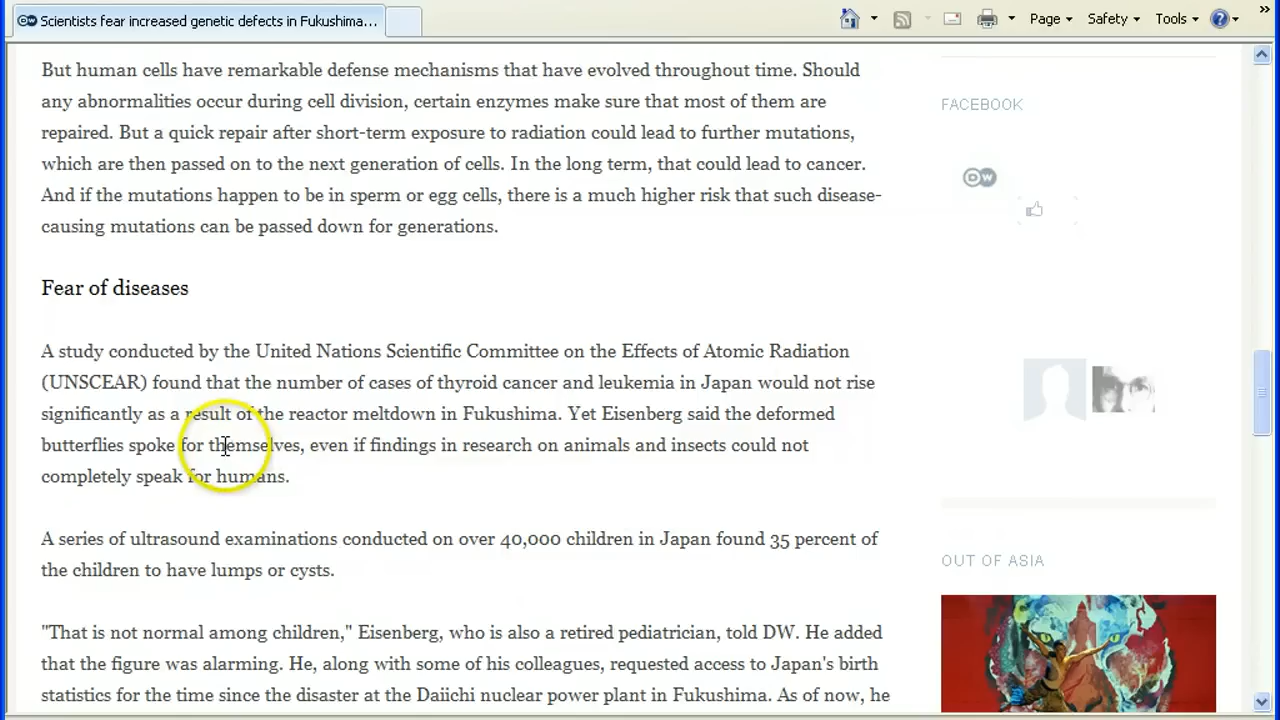 Scientists fear increased genetic defects in Fukushima...
Page
Safety
Tools
But human cells have remarkable defense mechanisms that have evolved throughout time. Should
any abnormalities occur during cell division, certain enzymes make sure that most of them are
repaired. But a quick repair after short-term exposure to radiation could lead to further mutations,
which are then passed on to the next generation of cells. In the long term, that could lead to cancer.
And if the mutations happen to be in sperm or egg cells, there is a much higher risk that such disease-
causing mutations can be passed down for generations.
Fear of diseases
A study conducted by the United Nations Scientific Committee on the Effects of Atomic Radiation
(UNSCEAR) found that the number of cases of thyroid cancer and leukemia in Japan would not rise
significantly as a result of the reactor meltdown in Fukushima. Yet Eisenberg said the deformed
butterflies spoke for themselves, even if findings in research on animals and insects could not
completely speak for humans.
A series of ultrasound examinations conducted on over 40,000 children in Japan found 35 percent of
the children to have lumps or cysts.
"That is not normal among children," Eisenberg, who is also a retired pediatrician, told DW. He added
that the figure was alarming. He, along with some of his colleagues, requested access to Japan's birth
statistics for the time since the disaster at the Daiichi nuclear power plant in Fukushima. As of now, he
FACEBOOK
DW
OUT OF ASIA